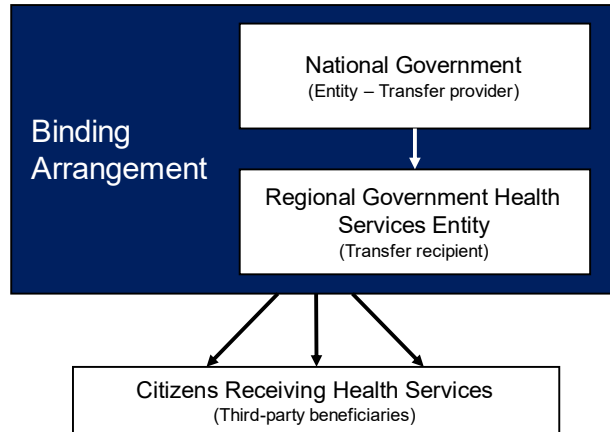 National Government
(Entity – Transfer provider)
Binding
Arrangement
Regional Government Health
Services Entity
(Transfer recipient)
Citizens Receiving Health Services
(Third-party beneficiaries)